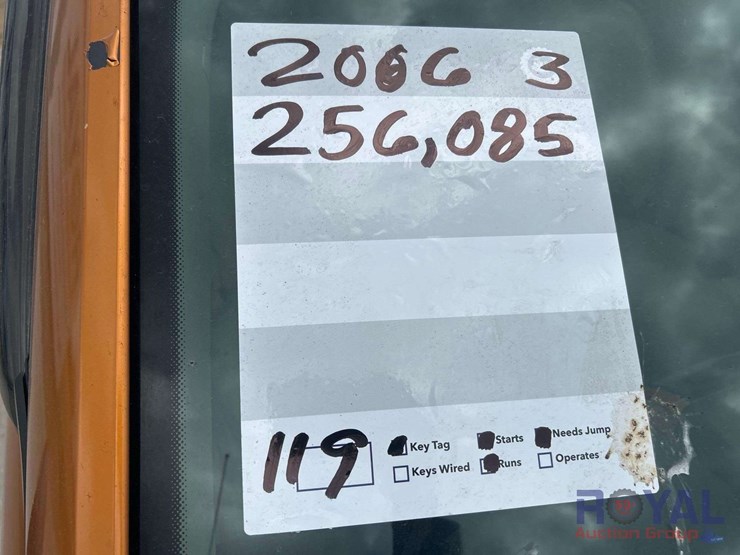 2006 3
256,085
119
Key Tag
Starts
Needs Jump
Keys Wired
Runs
Operates
ROYAL
Auction Group